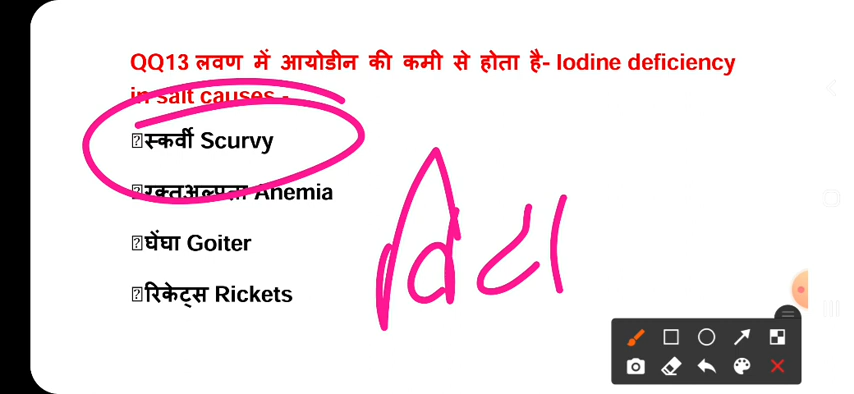 QQ13 लवण में आयोडीन की कमी से होता है- Iodine deficiency
in salt causes -
स्कर्वी Scurvy
रक्तअल्पता Anemia
घेंघा Goiter
रिकेट्स Rickets